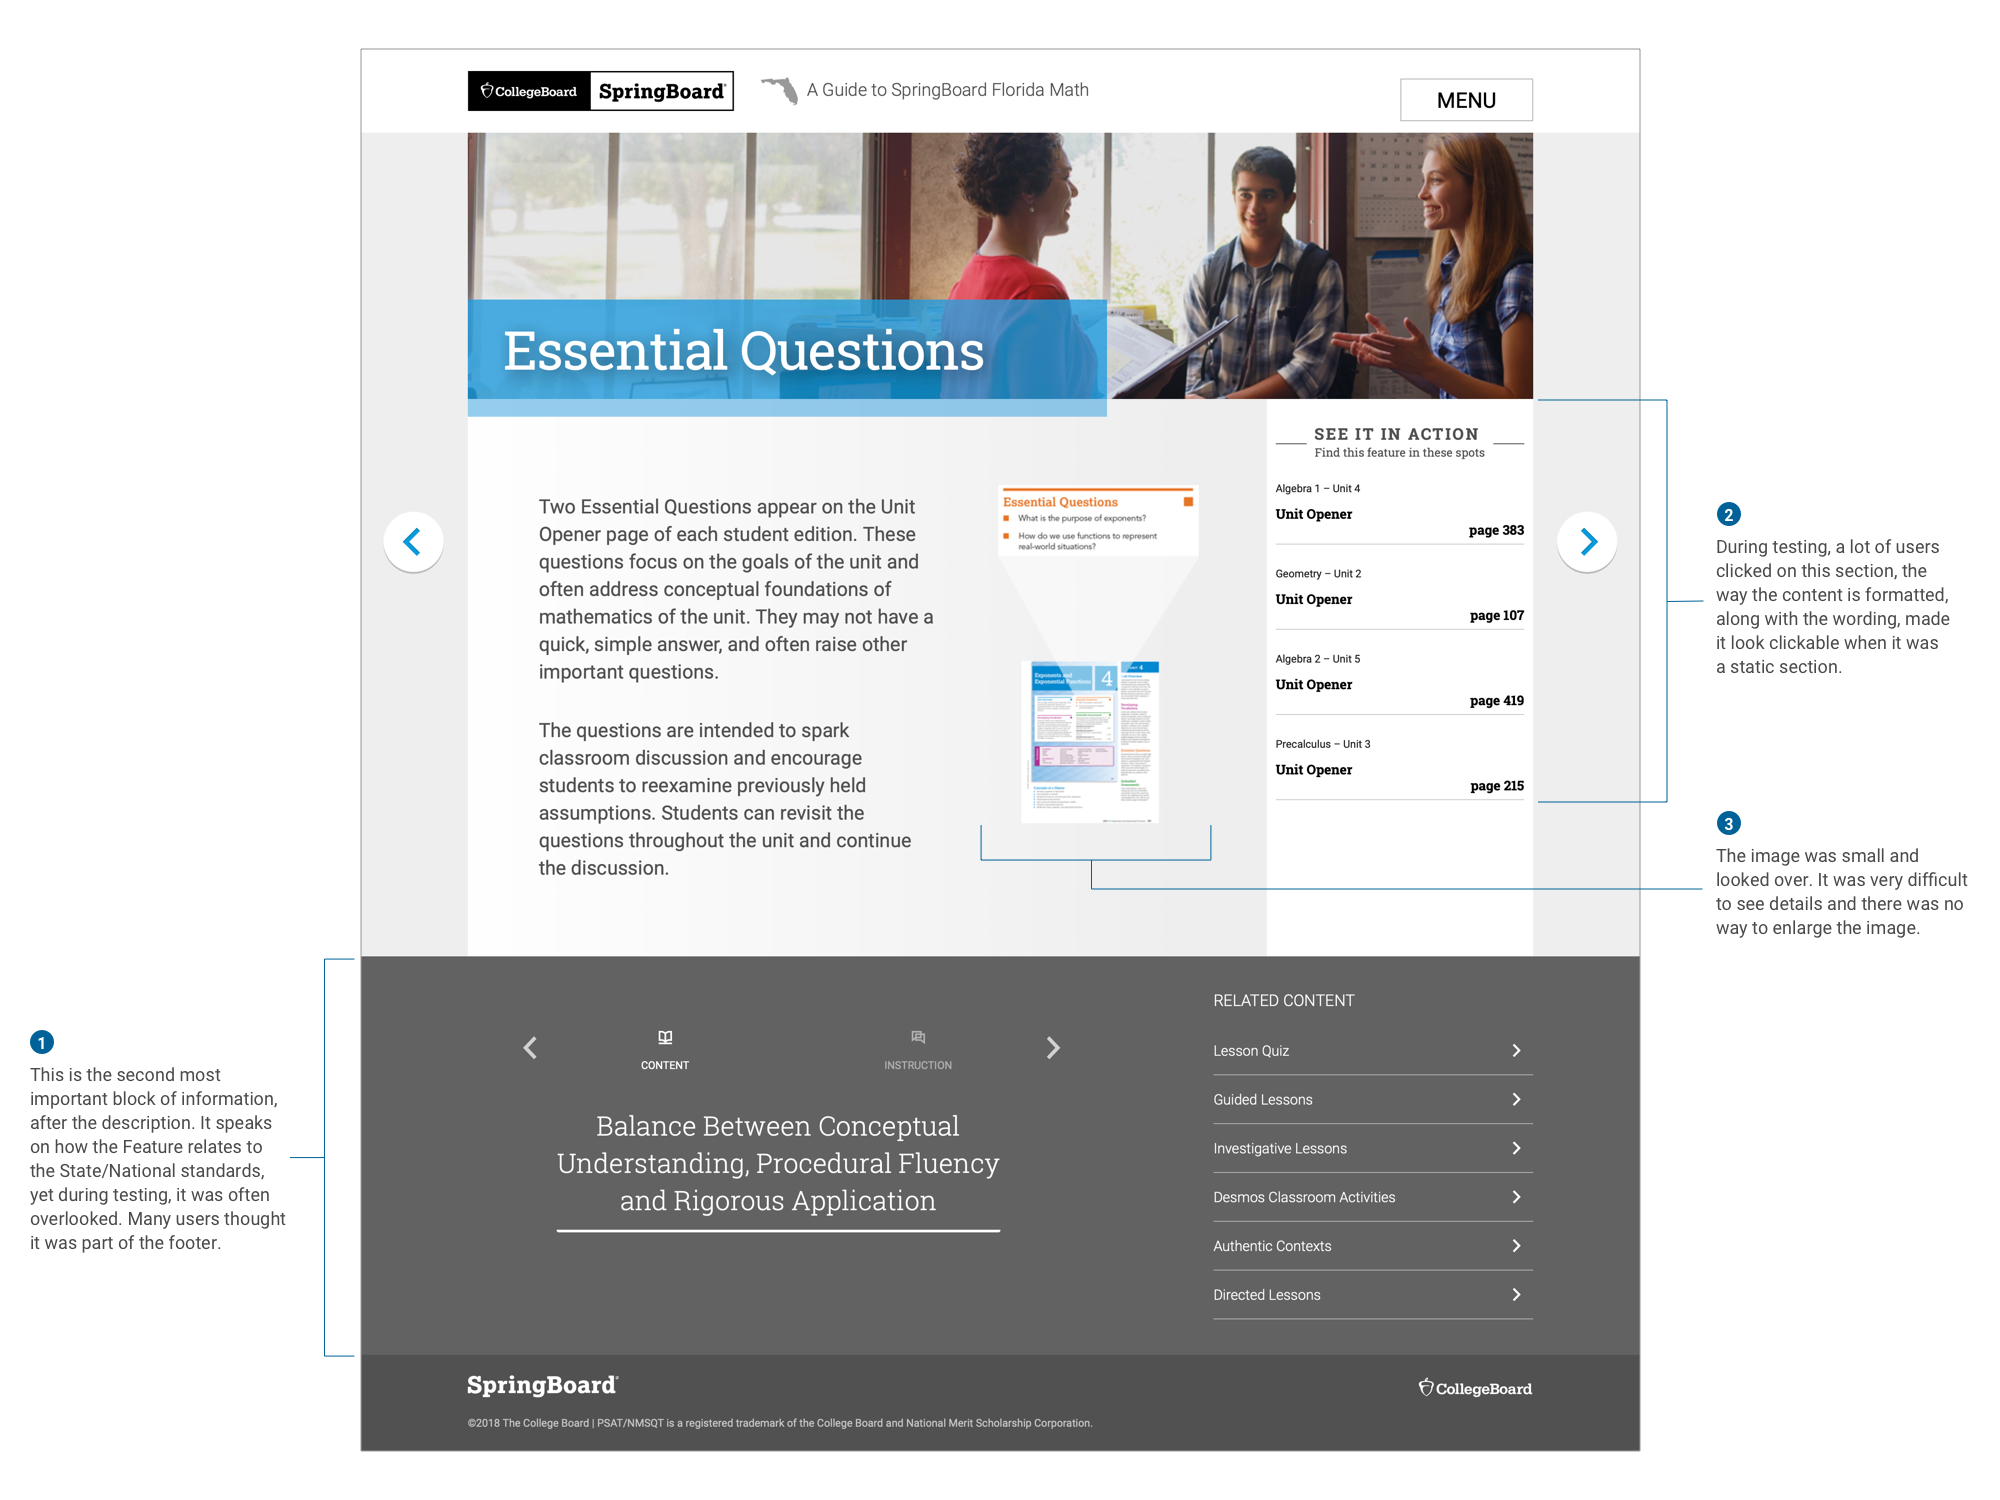 CollegeBoard SpringBoard
A Guide to SpringBoard Florida Math
MENU
Essential Questions
Two Essential Questions appear on the Unit
Opener page of each student edition. These
questions focus on the goals of the unit and
often address conceptual foundations of
mathematics of the unit. They may not have a
quick, simple answer, and often raise other
important questions.
The questions are intended to spark
classroom discussion and encourage
students to reexamine previously held
assumptions. Students can revisit the
questions throughout the unit and continue
the discussion.
Essential Questions
What is the purpose of exponents?
How do we use functions to represent
real-world situations?
Exponents and
Exponential Functions
4
SEE IT IN ACTION
Find this feature in these spots
Algebra 1 – Unit 4
Unit Opener
page 383
Geometry – Unit 2
Unit Opener
page 107
Algebra 2 – Unit 5
Unit Opener
page 419
Precalculus – Unit 3
Unit Opener
page 215
2
During testing, a lot of users
clicked on this section, the
way the content is formatted,
along with the wording, made
it look clickable when it was
a static section.
3
The image was small and
looked over. It was very difficult
to see details and there was no
way to enlarge the image.
1
This is the second most
important block of information,
after the description. It speaks
on how the Feature relates to
the State/National standards,
yet during testing, it was often
overlooked. Many users thought
it was part of the footer.
CONTENT
INSTRUCTION
Balance Between Conceptual
Understanding, Procedural Fluency
and Rigorous Application
RELATED CONTENT
Lesson Quiz
Guided Lessons
Investigative Lessons
Desmos Classroom Activities
Authentic Contexts
Directed Lessons
SpringBoard
CollegeBoard
©2018 The College Board | PSAT/NMSQT is a registered trademark of the College Board and National Merit Scholarship Corporation.